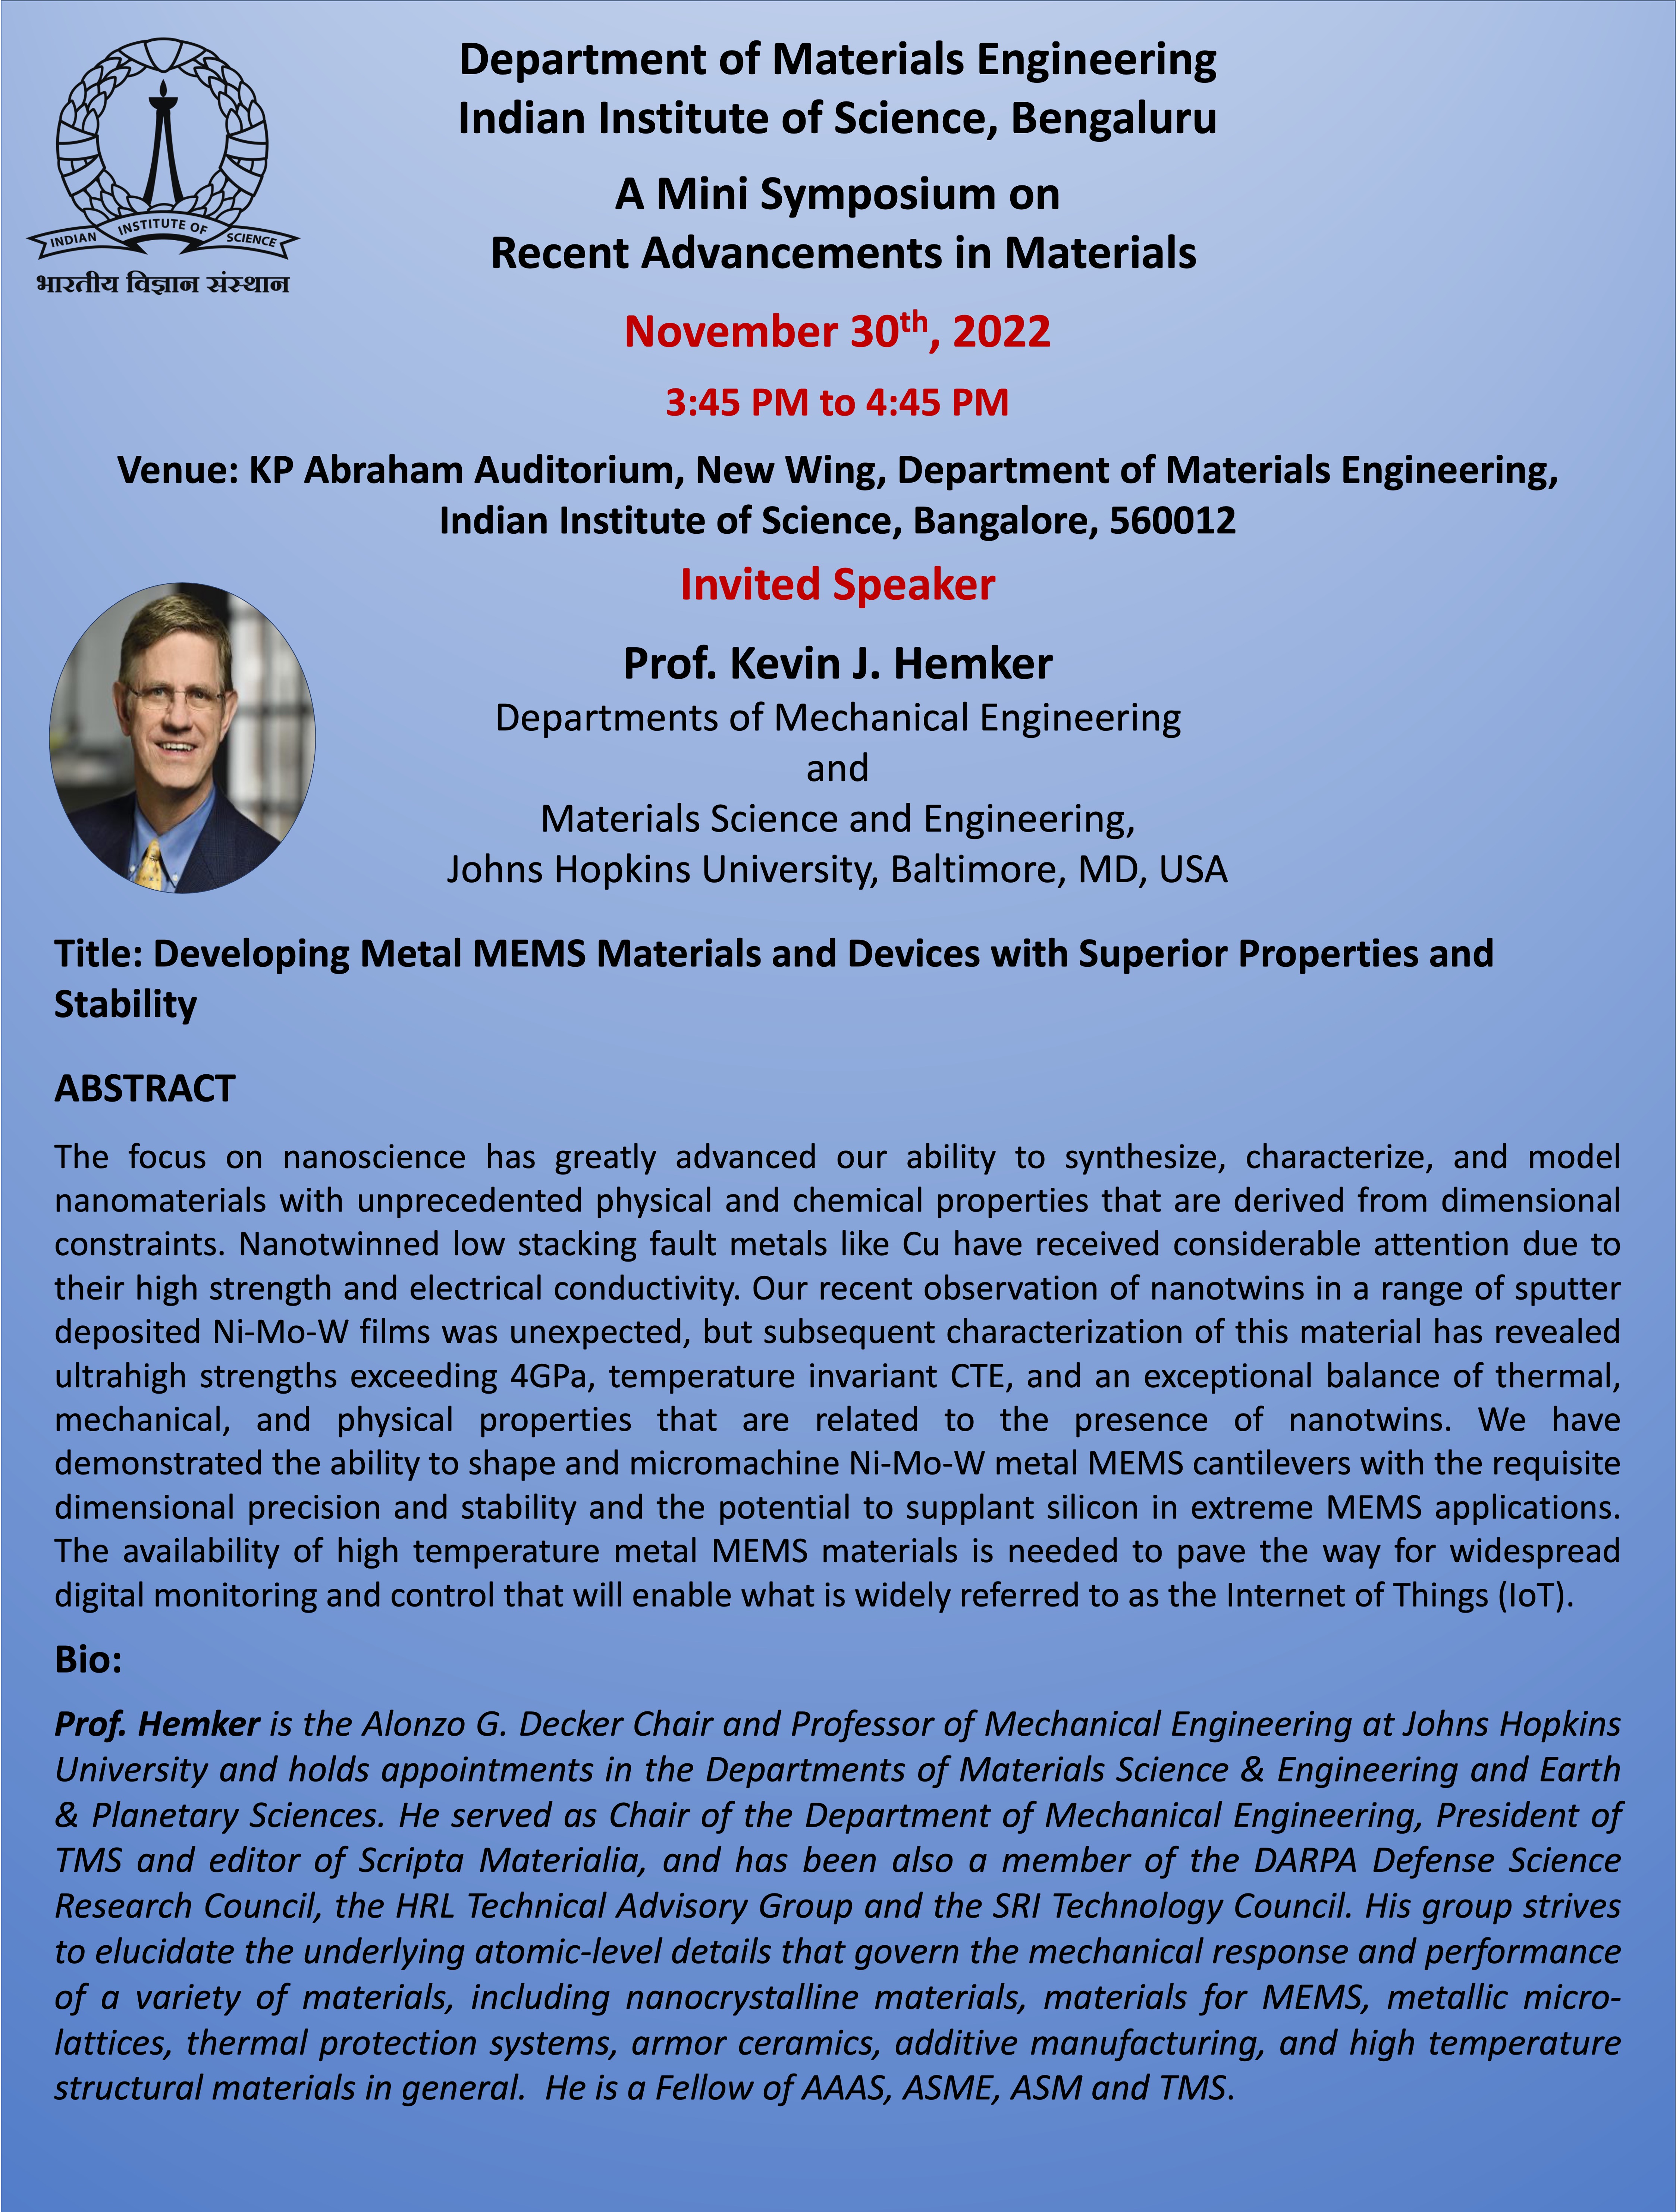 Department of Materials Engineering
Indian Institute of Science, Bengaluru
A Mini Symposium on
Recent Advancements in Materials
INDIAN INSTITUTE OF SCIENCE
भारतीय विज्ञान संस्थान
November 30th, 2022
3:45 PM to 4:45 PM
Venue: KP Abraham Auditorium, New Wing, Department of Materials Engineering,
Indian Institute of Science, Bangalore, 560012
Invited Speaker
Prof. Kevin J. Hemker
Departments of Mechanical Engineering
and
Materials Science and Engineering,
Johns Hopkins University, Baltimore, MD, USA
Title: Developing Metal MEMS Materials and Devices with Superior Properties and
Stability
ABSTRACT
The focus on nanoscience has greatly advanced our ability to synthesize, characterize, and model
nanomaterials with unprecedented physical and chemical properties that are derived from dimensional
constraints. Nanotwinned low stacking fault metals like Cu have received considerable attention due to
their high strength and electrical conductivity. Our recent observation of nanotwins in a range of sputter
deposited Ni-Mo-W films was unexpected, but subsequent characterization of this material has revealed
ultrahigh strengths exceeding 4GPa, temperature invariant CTE, and an exceptional balance of thermal,
mechanical, and physical properties that are related to the presence of nanotwins. We have
demonstrated the ability to shape and micromachine Ni-Mo-W metal MEMS cantilevers with the requisite
dimensional precision and stability and the potential to supplant silicon in extreme MEMS applications.
The availability of high temperature metal MEMS materials is needed to pave the way for widespread
digital monitoring and control that will enable what is widely referred to as the Internet of Things (IoT).
Bio:
Prof. Hemker is the Alonzo G. Decker Chair and Professor of Mechanical Engineering at Johns Hopkins
University and holds appointments in the Departments of Materials Science & Engineering and Earth
& Planetary Sciences. He served as Chair of the Department of Mechanical Engineering, President of
TMS and editor of Scripta Materialia, and has been also a member of the DARPA Defense Science
Research Council, the HRL Technical Advisory Group and the SRI Technology Council. His group strives
to elucidate the underlying atomic-level details that govern the mechanical response and performance
of a variety of materials, including nanocrystalline materials, materials for MEMS, metallic micro-
lattices, thermal protection systems, armor ceramics, additive manufacturing, and high temperature
structural materials in general. He is a Fellow of AAAS, ASME, ASM and TMS.